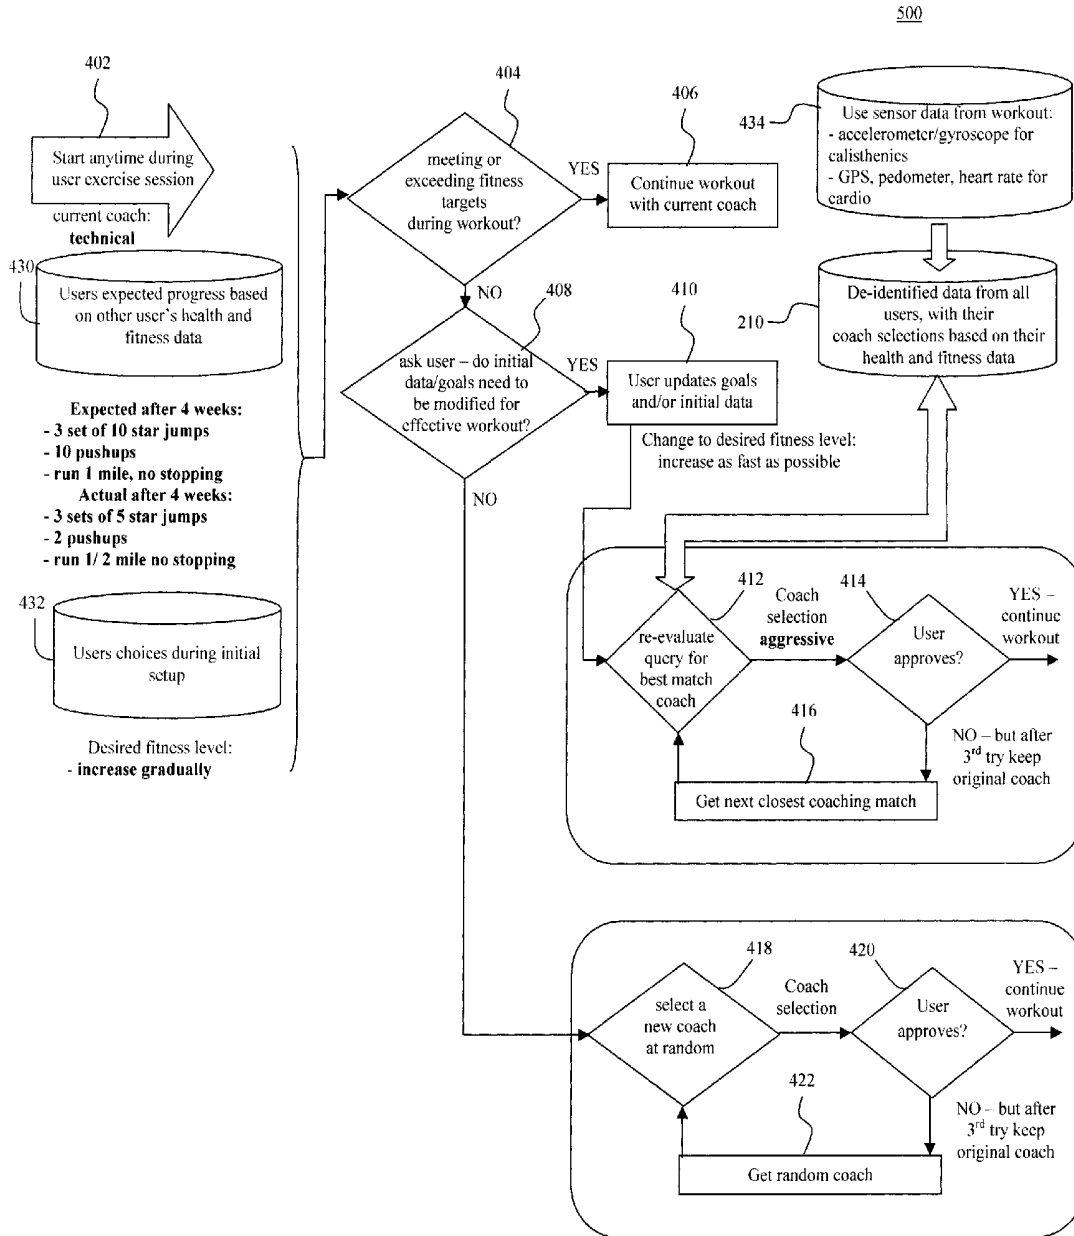 500
402
Start anytime during
user exercise session
current coach:
technical
430
Users expected progress based
on other user's health and
fitness data
Expected after 4 weeks:
- 3 set of 10 star jumps
- 10 pushups
- run 1 mile, no stopping
Actual after 4 weeks:
- 3 sets of 5 star jumps
- 2 pushups
- run 1/ 2 mile no stopping
432
Users choices during initial
setup
Desired fitness level:
- increase gradually
404
meeting or
exceeding fitness
targets
during workout?
YES
406
Continue workout
with current coach
NO
408
ask user – do initial
data/goals need to
be modified for
effective workout?
YES
410
User updates goals
and/or initial data
Change to desired fitness level:
increase as fast as possible
NO
434
Use sensor data from workout:
- accelerometer/gyroscope for
calisthenics
- GPS, pedometer, heart rate for
cardio
210
De-identified data from all
users, with their
coach selections based on their
health and fitness data
412
re-evaluate
query for
best match
coach
Coach
selection
aggressive
414
User
approves?
YES –
continue
workout
416
NO – but after
3rd try keep
original coach
Get next closest coaching match
418
select a
new coach
at random
Coach
selection
420
User
approves?
YES –
continue
workout
422
NO – but after
3rd try keep
original coach
Get random coach